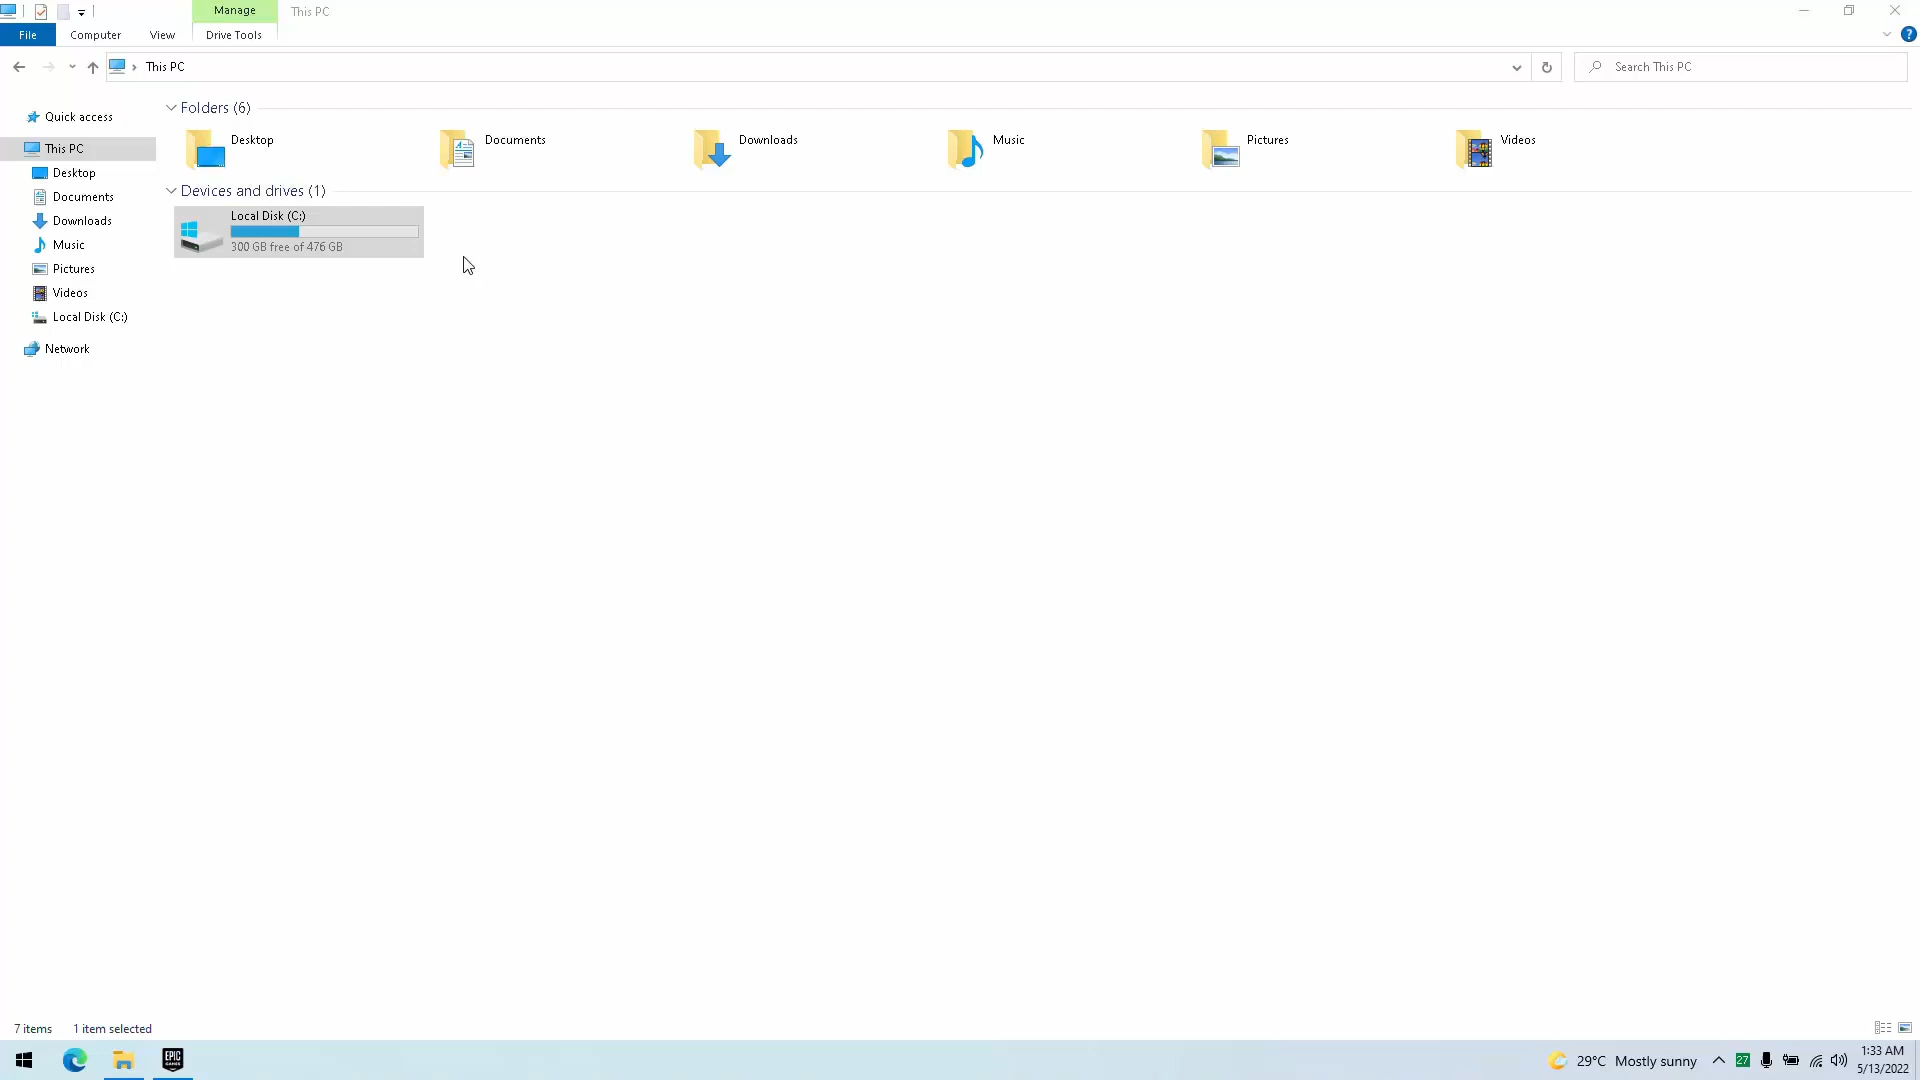 Manage
This PC
File
Computer
View
Drive Tools
This PC
Search This PC
Quick access
This PC
Desktop
Documents
Downloads
Music
Pictures
Videos
Local Disk (C:)
Network
Folders (6)
Desktop
Documents
Downloads
Music
Pictures
Videos
Devices and drives (1)
Local Disk (C:)
300 GB free of 476 GB
7 items
1 item selected
EPIC
GAMES
29°C Mostly sunny
27
1:33 AM
5/13/2022